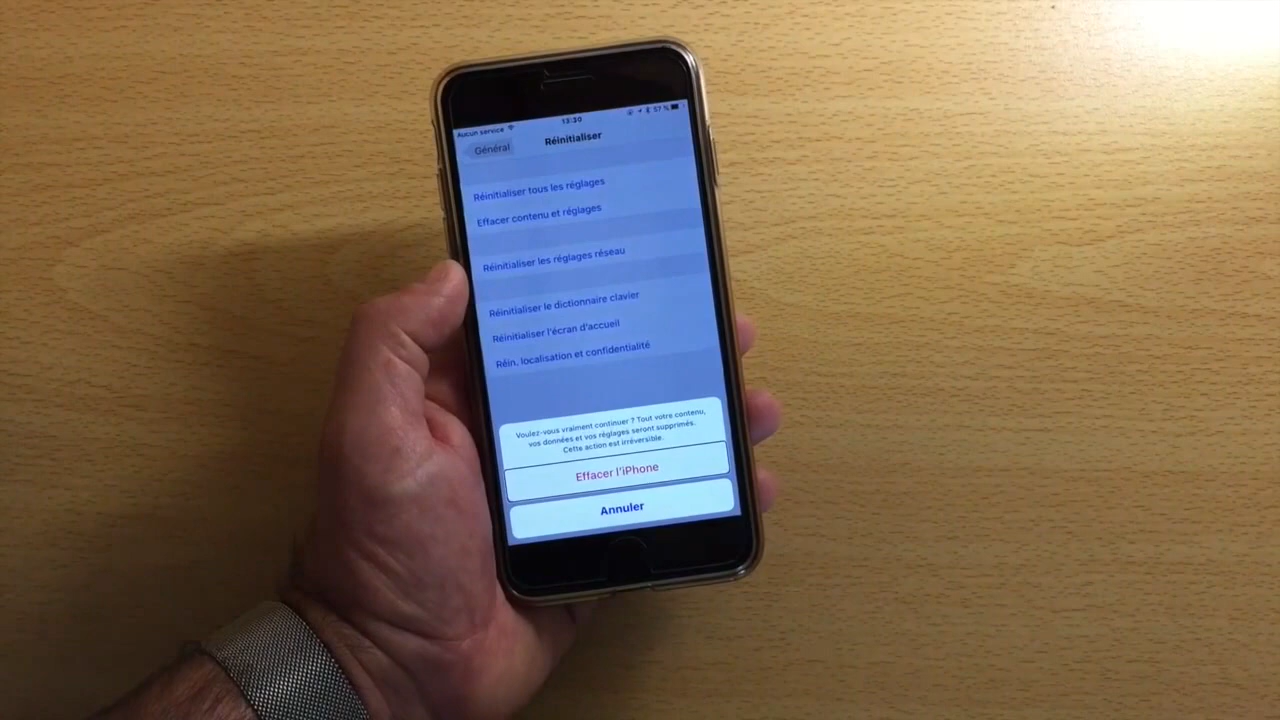 Aucun service 13:30 57 %
Général Réinitialiser
Réinitialiser tous les réglages
Effacer contenu et réglages
Réinitialiser les réglages réseau
Réinitialiser le dictionnaire clavier
Réinitialiser l'écran d'accueil
Réin. localisation et confidentialité
Voulez-vous vraiment continuer ? Tout votre contenu,
vos données et vos réglages seront supprimés.
Cette action est irréversible.
Effacer l'iPhone
Annuler